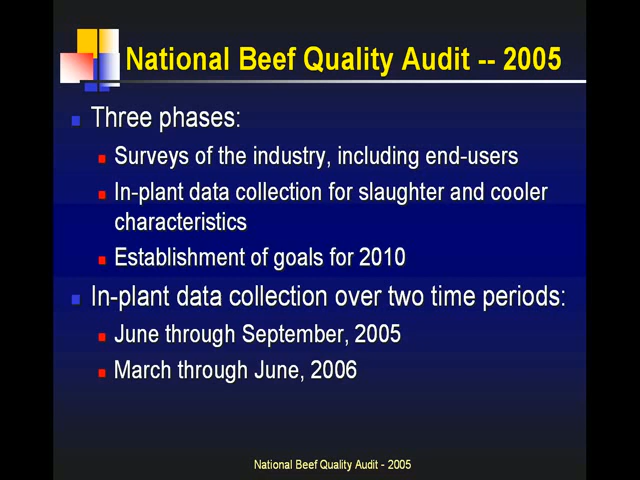 National Beef Quality Audit -- 2005
Three phases:
Surveys of the industry, including end-users
In-plant data collection for slaughter and cooler
characteristics
Establishment of goals for 2010
In-plant data collection over two time periods:
June through September, 2005
March through June, 2006
National Beef Quality Audit - 2005